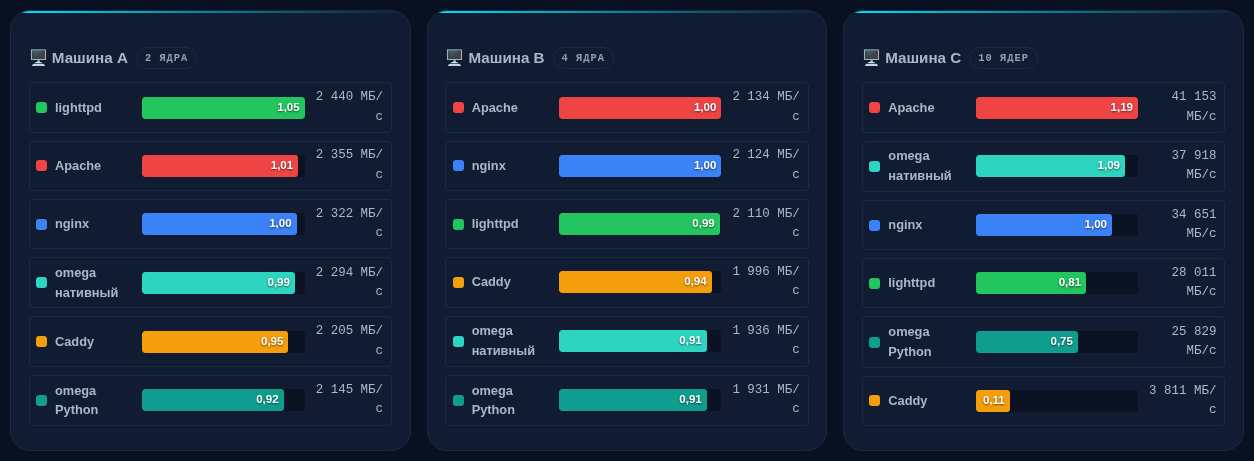 Машина A 2 ЯДРА
lighttpd 1,05 2 440 МБ/
с
Apache 1,01 2 355 МБ/
с
nginx 1,00 2 322 МБ/
с
omega
нативный 0,99 2 294 МБ/
с
Caddy 0,95 2 205 МБ/
с
omega
Python 0,92 2 145 МБ/
с
Машина B 4 ЯДРА
Apache 1,00 2 134 МБ/
с
nginx 1,00 2 124 МБ/
с
lighttpd 0,99 2 110 МБ/
с
Caddy 0,94 1 996 МБ/
с
omega
нативный 0,91 1 936 МБ/
с
omega
Python 0,91 1 931 МБ/
с
Машина C 10 ЯДЕР
Apache 1,19 41 153
МБ/с
omega
нативный 1,09 37 918
МБ/с
nginx 1,00 34 651
МБ/с
lighttpd 0,81 28 011
МБ/с
omega
Python 0,75 25 829
МБ/с
Caddy 0,11 3 811 МБ/
с